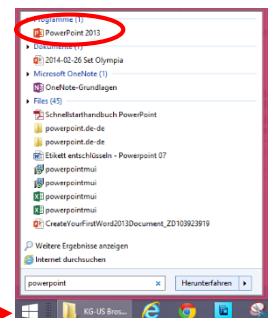 Programme (1)
PowerPoint 2013
Dokumente (1)
2014-02-26 Set Olympia
Microsoft OneNote (1)
OneNote-Grundlagen
Files (45)
Schnellstarthandbuch PowerPoint
powerpoint.de-de
powerpoint.de-de
Etikett entschlüsseln - Powerpoint 07
powerpointmui
powerpointmui
powerpointmui
powerpointmui
CreateYourFirstWord2013Document_ZD103923919
Weitere Ergebnisse anzeigen
Internet durchsuchen
powerpoint x Herunterfahren
KG-US Bros...